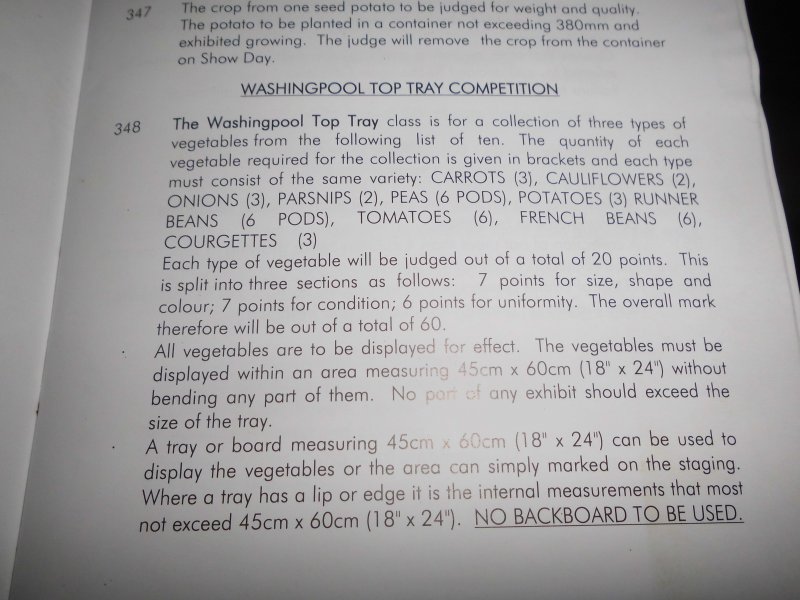 347 The crop from one seed potato to be judged for weight and quality.
The potato to be planted in a container not exceeding 380mm and
exhibited growing. The judge will remove the crop from the container
on Show Day.
WASHINGPOOL TOP TRAY COMPETITION
348 The Washingpool Top Tray class is for a collection of three types of
vegetables from the following list of ten. The quantity of each
vegetable required for the collection is given in brackets and each type
must consist of the same variety: CARROTS (3), CAULIFLOWERS (2),
ONIONS (3), PARSNIPS (2), PEAS (6 PODS), POTATOES (3) RUNNER
BEANS (6 PODS), TOMATOES (6), FRENCH BEANS (6),
COURGETTES (3)
Each type of vegetable will be judged out of a total of 20 points. This
is split into three sections as follows: 7 points for size, shape and
colour; 7 points for condition; 6 points for uniformity. The overall mark
therefore will be out of a total of 60.
All vegetables are to be displayed for effect. The vegetables must be
displayed within an area measuring 45cm x 60cm (18" x 24") without
bending any part of them. No part of any exhibit should exceed the
size of the tray.
A tray or board measuring 45cm x 60cm (18" x 24") can be used to
display the vegetables or the area can simply marked on the staging.
Where a tray has a lip or edge it is the internal measurements that most
not exceed 45cm x 60cm (18" x 24"). NO BACKBOARD TO BE USED.